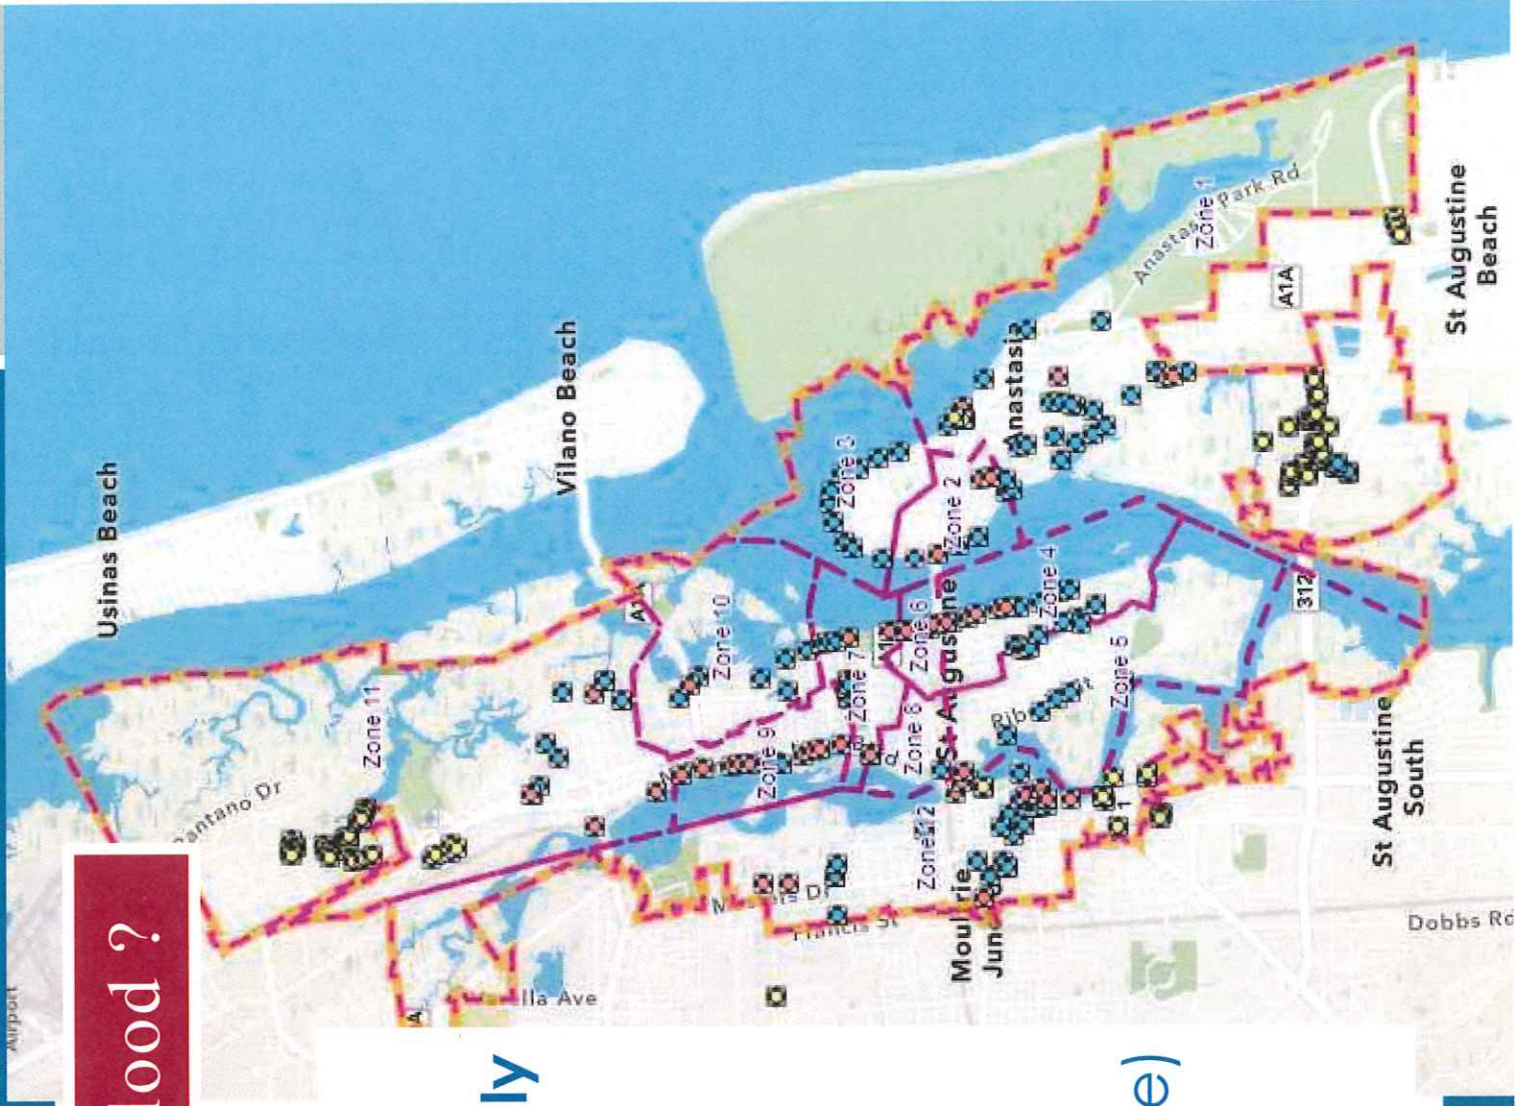 lood ?
ly
e)
Airport
Usinas Beach
Vilano Beach
Pantano Dr
Zone 11
A1A
Zone 10
Zone 9
Zone 7
Zone 3
Zone 6
Zone 8
Zone 2
Zone 12
St Augustine
Anastasia
Zone 4
Zone 5
Zone 1
Anastasia Park Rd
A1A
312
Francis St
Moultrie
Dobbs Rd
St Augustine
South
St Augustine
Beach